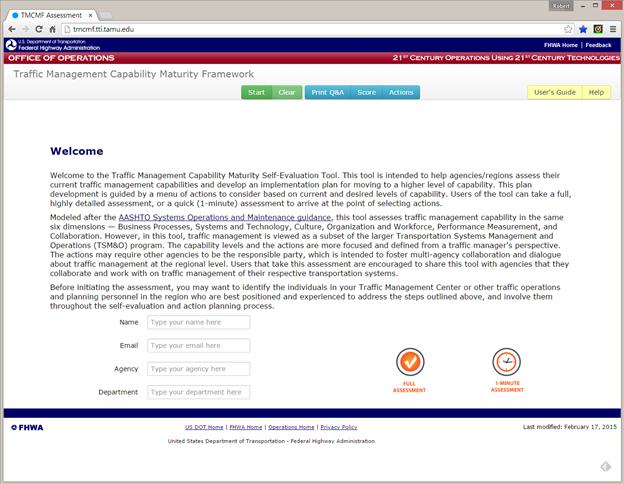 Robert
TMCMF Assessment
tmcmf.tti.tamu.edu
U.S. Department of Transportation
Federal Highway Administration
FHWA Home | Feedback
OFFICE OF OPERATIONS
21ST CENTURY OPERATIONS USING 21ST CENTURY TECHNOLOGIES
Traffic Management Capability Maturity Framework
Start Clear Print Q&A Score Actions User's Guide Help
Welcome
Welcome to the Traffic Management Capability Maturity Self-Evaluation Tool. This tool is intended to help agencies/regions assess their
current traffic management capabilities and develop an implementation plan for moving to a higher level of capability. This plan
development is guided by a menu of actions to consider based on current and desired levels of capability. Users of the tool can take a full,
highly detailed assessment, or a quick (1-minute) assessment to arrive at the point of selecting actions.
Modeled after the AASHTO Systems Operations and Maintenance guidance, this tool assesses traffic management capability in the same
six dimensions — Business Processes, Systems and Technology, Culture, Organization and Workforce, Performance Measurement, and
Collaboration. However, in this tool, traffic management is viewed as a subset of the larger Transportation Systems Management and
Operations (TSM&O) program. The capability levels and the actions are more focused and defined from a traffic manager's perspective.
The actions may require other agencies to be the responsible party, which is intended to foster multi-agency collaboration and dialogue
about traffic management at the regional level. Users that take this assessment are encouraged to share this tool with agencies that they
collaborate and work with on traffic management of their respective transportation systems.
Before initiating the assessment, you may want to identify the individuals in your Traffic Management Center or other traffic operations
and planning personnel in the region who are best positioned and experienced to address the steps outlined above, and involve them
throughout the self-evaluation and action planning process.
Name Type your name here
Email Type your email here
Agency Type your agency here
Department Type your department here
FULL
ASSESSMENT
1-MINUTE
ASSESSMENT
FHWA
US DOT Home | FHWA Home | Operations Home | Privacy Policy
Last modified: February 17, 2015
United States Department of Transportation - Federal Highway Administration